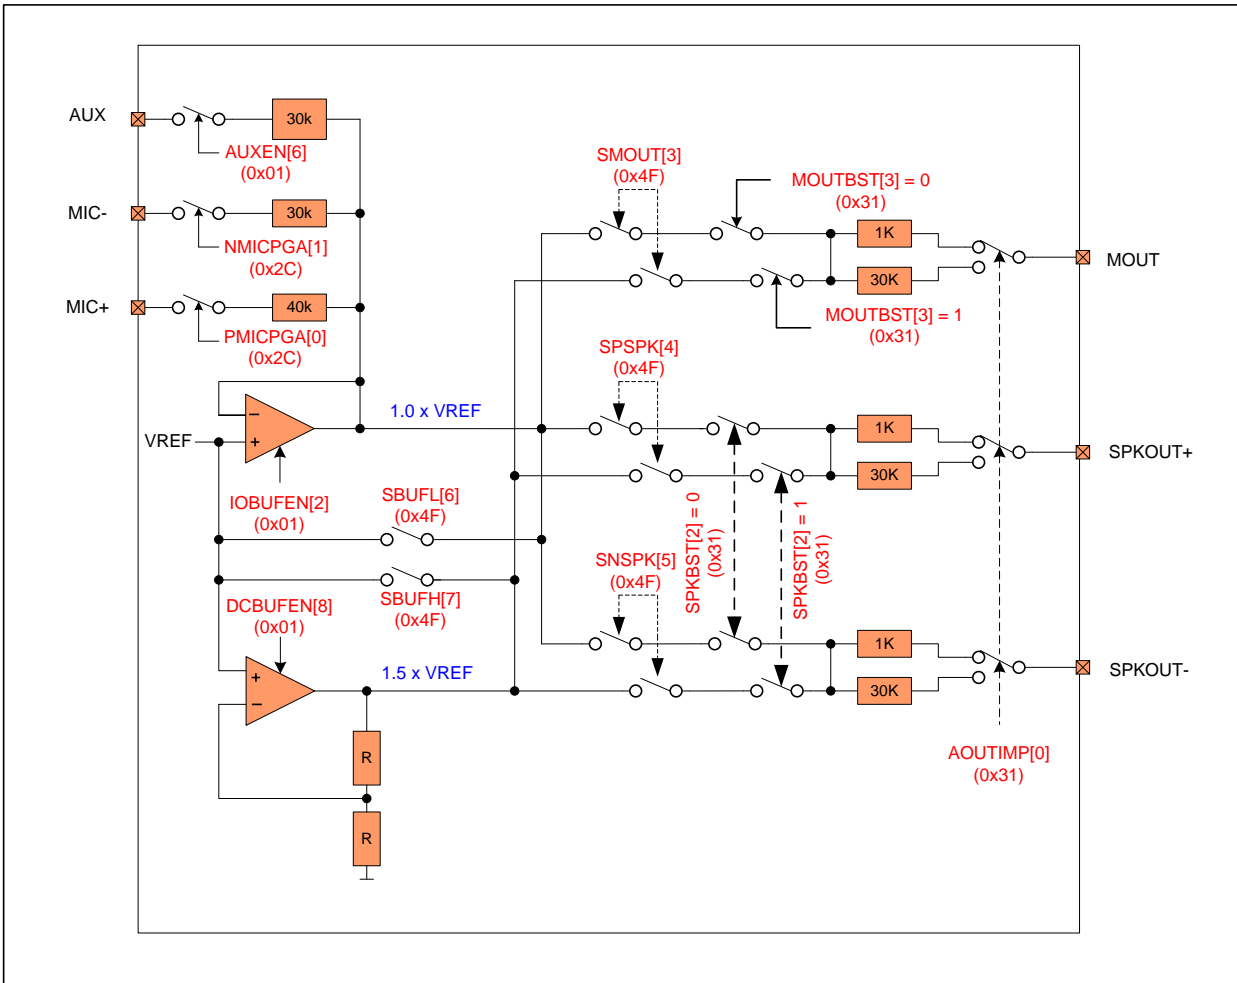 AUX
30k
AUXEN[6]
(0x01)
MIC-
30k
NMICPGA[1]
(0x2C)
MIC+
40k
PMICPGA[0]
(0x2C)
SMOUT[3]
(0x4F)
MOUTBST[3] = 0
(0x31)
1K
30K
MOUT
MOUTBST[3] = 1
(0x31)
SPSPK[4]
(0x4F)
1.0 x VREF
VREF
−
+
IOBUFEN[2]
(0x01)
1K
30K
SPKOUT+
SBUFL[6]
(0x4F)
SBUFH[7]
(0x4F)
SPKBST[2] = 0
(0x31)
SPKBST[2] = 1
(0x31)
SNSPK[5]
(0x4F)
DCBUFEN[8]
(0x01)
+
−
1.5 x VREF
1K
30K
SPKOUT-
R
R
AOUTIMP[0]
(0x31)